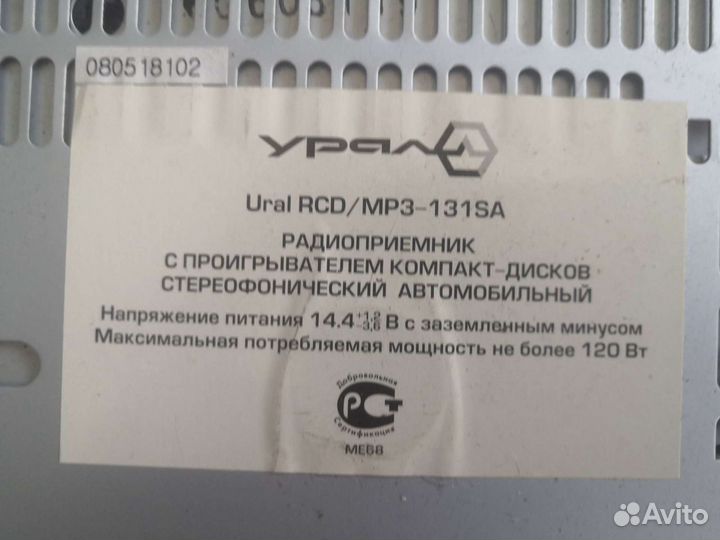 080518102
Урал
Ural RCD/MP3-131SA
РАДИОПРИЕМНИК
С ПРОИГРЫВАТЕЛЕМ КОМПАКТ-ДИСКОВ
СТЕРЕОФОНИЧЕСКИЙ АВТОМОБИЛЬНЫЙ
Напряжение питания 14.4 В с заземленным минусом
Максимальная потребляемая мощность не более 120 Вт
Добровольная
РСТ
Сертификация
МЕ68
Avito